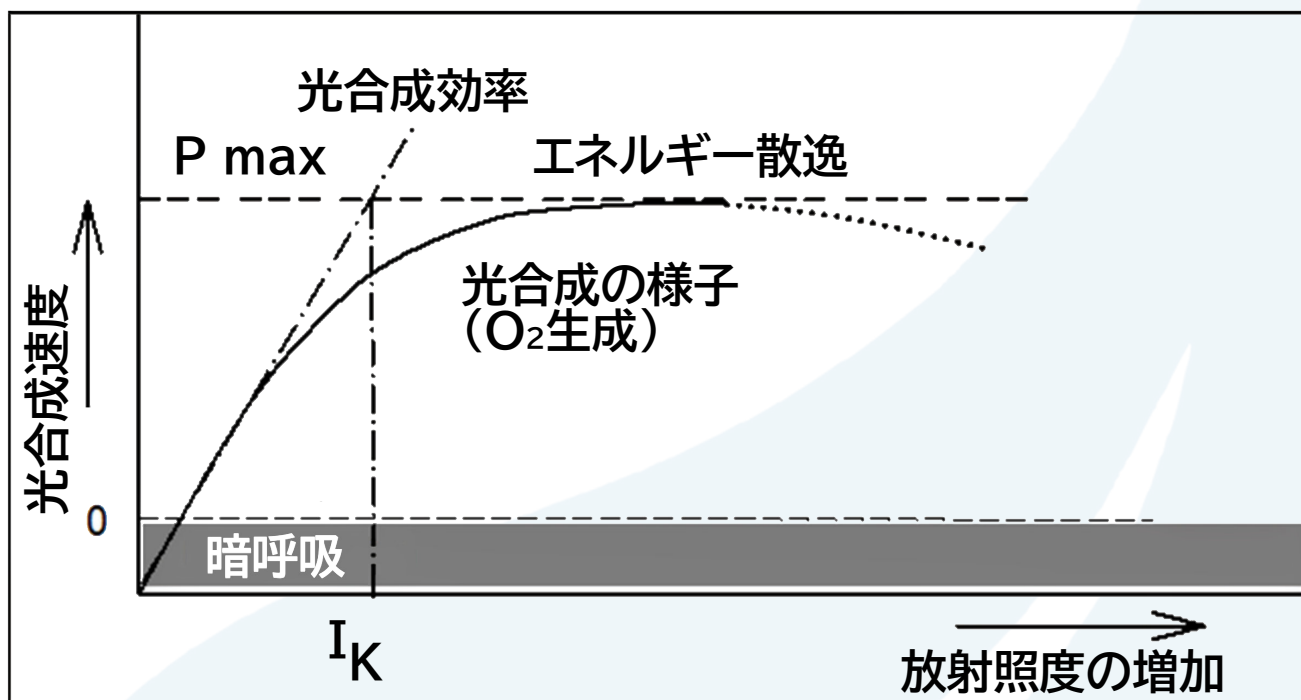 光合成効率
P max
エネルギー散逸
光合成の様子
（O₂生成）
光合成速度
0
暗呼吸
IK
放射照度の増加